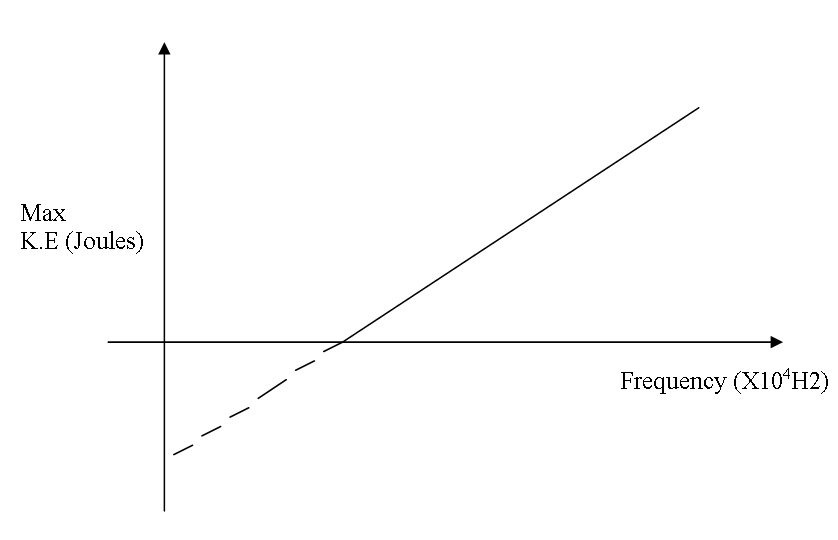 Max
K.E (Joules)
Frequency (X10⁴H2)